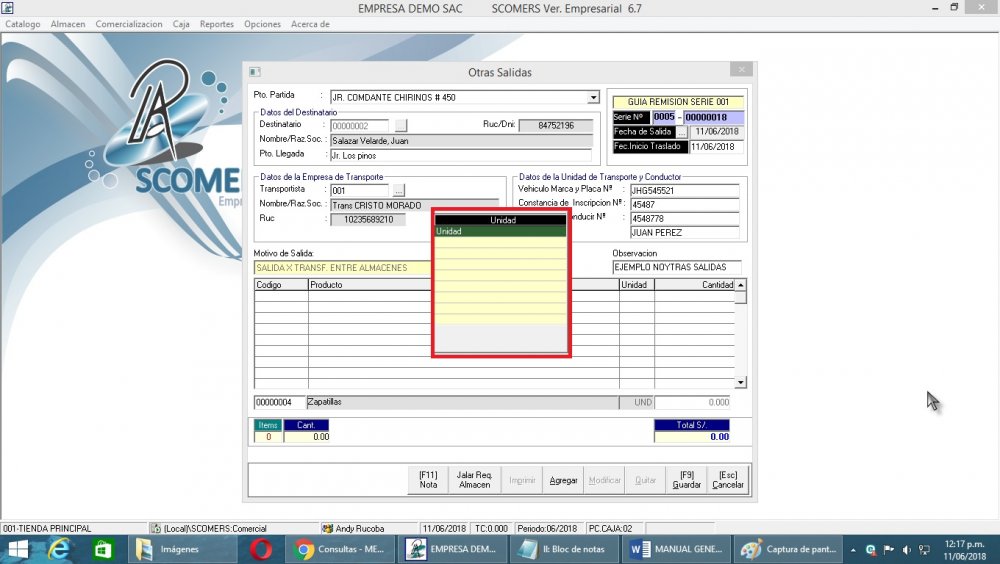 EMPRESA DEMO SAC SCOMERS Ver. Empresarial 6.7
Catalogo Almacen Comercialización Caja Reportes Opciones Acerca de
SCOMER
Otras Salidas
Pto. Partida : JR. COMDANTE CHIRINOS # 450
GUIA REMISION SERIE 001
Datos del Destinatario
Serie Nº 0005 - 00000018
Destinatario : 00000002 ... Ruc/Dni: 84752196
Fecha de Salida ... 11/06/2018
Nombre/Raz.Soc. : Salazar Velarde, Juan
Fec.Inicio Traslado 11/06/2018
Pto. Llegada : Jr. Los pinos
Datos de la Empresa de Transporte
Datos de la Unidad de Transporte y Conductor
Transportista : 001 ...
Vehiculo Marca y Placa Nº : JHG545521
Nombre/Raz.Soc. : Trans CRISTO MORADO
Constancia de Inscripcion Nº : 45487
Ruc : 10235689210
onducir Nº : 4548778
JUAN PEREZ
Unidad
Unidad
Motivo de Salida:
Observacion
SALIDA X TRANSF. ENTRE ALMACENES
EJEMPLO NOYTRAS SALIDAS
Codigo Producto Unidad Cantidad
00000004 Zapatillas UND 0.000
Items Cant. Total S/.
0 0.00 0.00
[F11] Nota
Jalar Req. Almacen
Imprimir
Agregar
Modificar
Quitar
[F9] Guardar
[Esc] Cancelar
001-TIENDA PRINCIPAL (Local)\SCOMERS:Comercial Andy Rucoba 11/06/2018 TC:0.000 Periodo:06/2018 PC.CAJA:02
Imágenes Consultas - ME... EMPRESA DEM... II: Bloc de notas MANUAL GENE... Captura de pant...
12:17 p.m.
11/06/2018